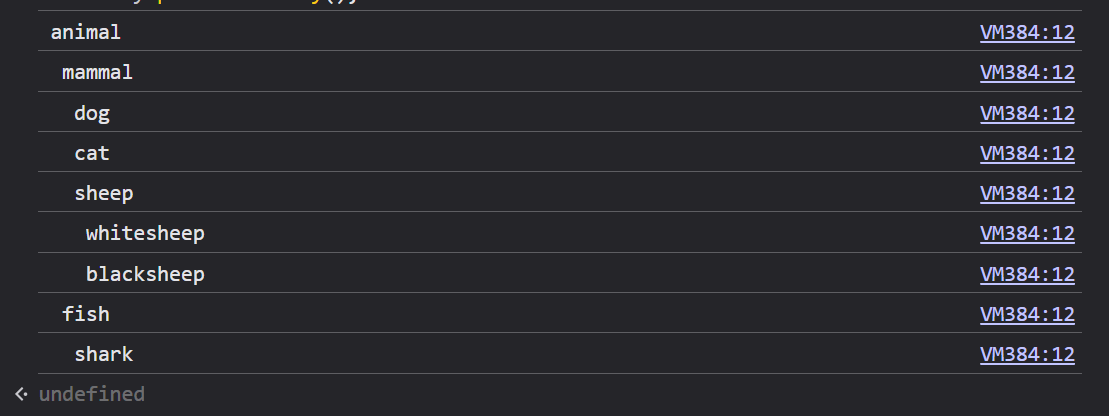 animal VM384:12
mammal VM384:12
dog VM384:12
cat VM384:12
sheep VM384:12
whitesheep VM384:12
blacksheep VM384:12
fish VM384:12
shark VM384:12
undefined